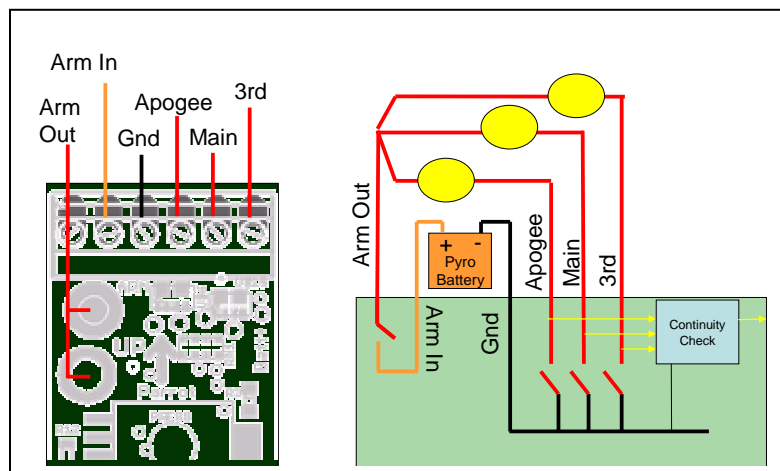 Arm In
Arm
Out
Apogee
3rd
Gnd
Main
UP
Parrot
Arm Out
+ -
Pyro
Battery
Apogee
Main
3rd
Arm In
Gnd
Continuity
Check